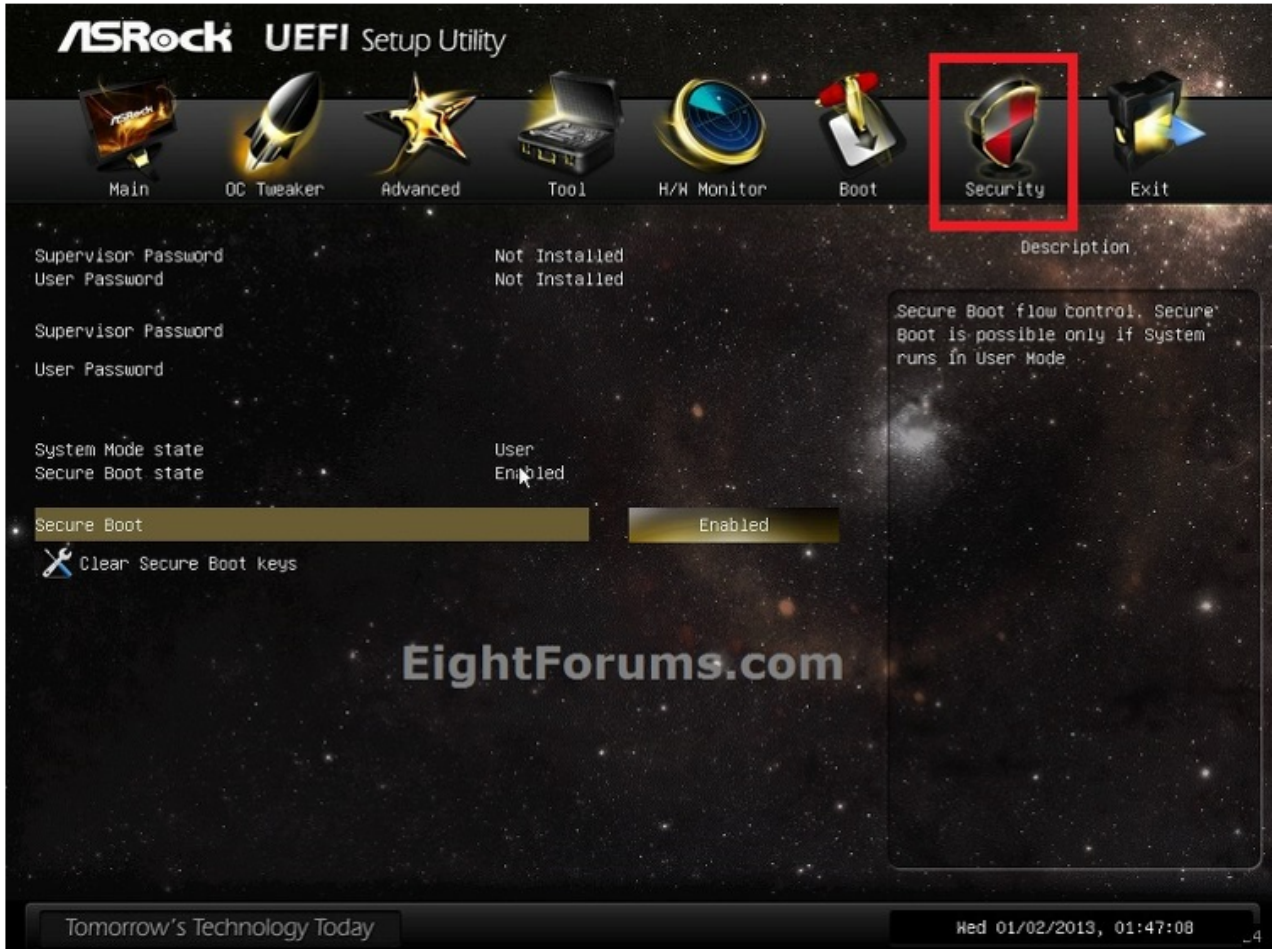 ASRock UEFI Setup Utility
ASRock
Main OC Tweaker Advanced Tool H/W Monitor Boot Security Exit
Supervisor Password Not Installed
User Password Not Installed
Supervisor Password
User Password
System Mode state User
Secure Boot state Enabled
Secure Boot Enabled
Clear Secure Boot keys
Description
Secure Boot flow control. Secure
Boot is possible only if System
runs in User Mode
EightForums.com
Tomorrow's Technology Today
Wed 01/02/2013, 01:47:08